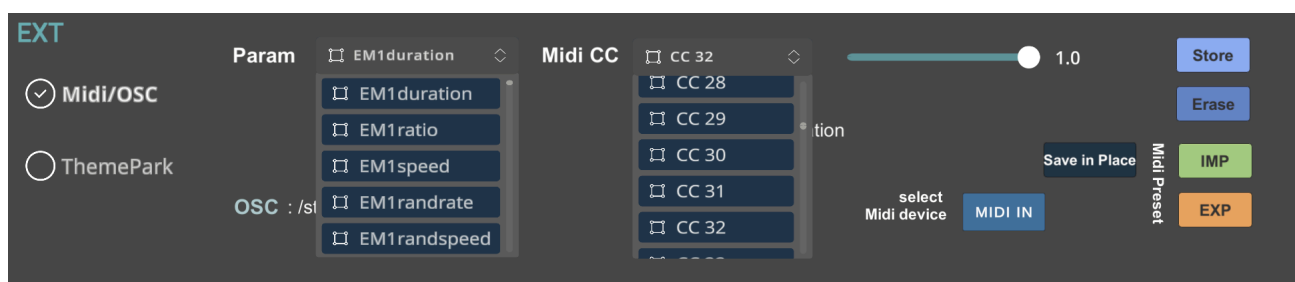 EXT
Param
EM1duration
Midi CC
CC 32
1.0
Store
Midi/OSC
EM1duration
CC 28
Erase
EM1ratio
CC 29
ThemePark
EM1speed
CC 30
Save in Place
Midi Preset
IMP
OSC : /st
EM1randrate
CC 31
select
Midi device
MIDI IN
EXP
EM1randspeed
CC 32